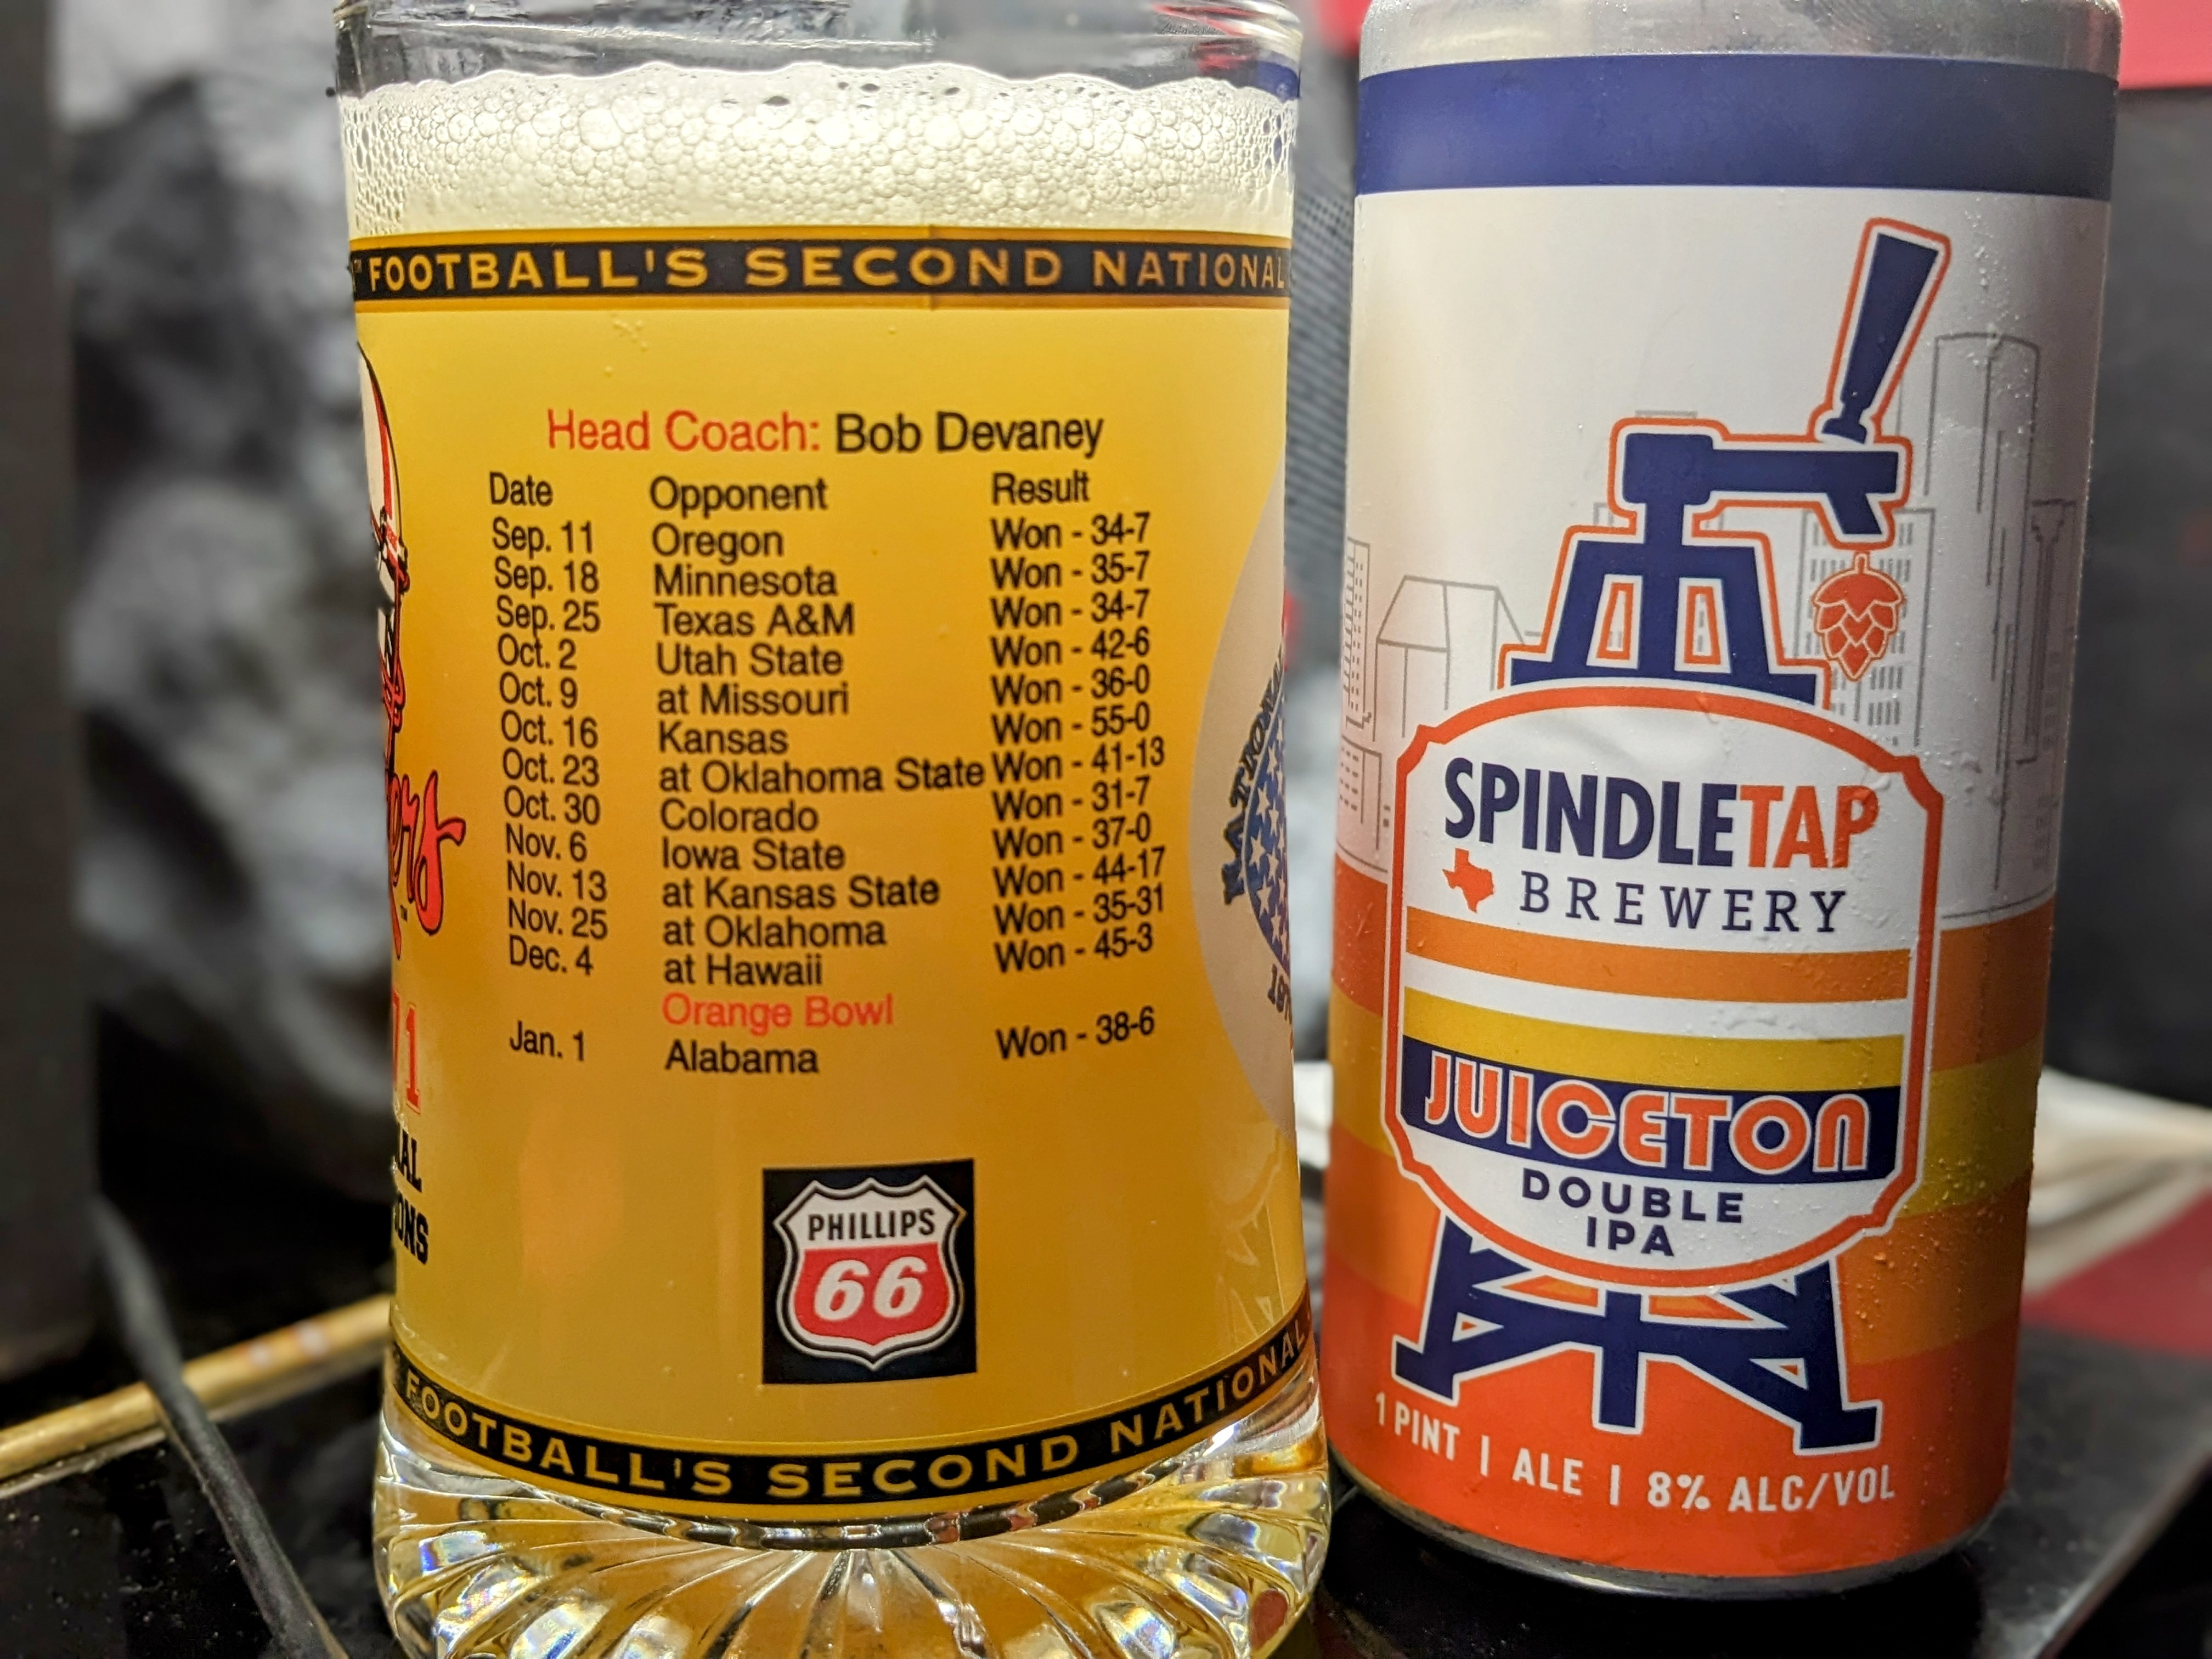 FOOTBALL'S SECOND NATIONAL
Head Coach: Bob Devaney
Date Opponent Result
Sep. 11 Oregon Won - 34-7
Sep. 18 Minnesota Won - 35-7
Sep. 25 Texas A&M Won - 34-7
Oct. 2 Utah State Won - 42-6
Oct. 9 at Missouri Won - 36-0
Oct. 16 Kansas Won - 55-0
Oct. 23 at Oklahoma State Won - 41-13
Oct. 30 Colorado Won - 31-7
Nov. 6 Iowa State Won - 37-0
Nov. 13 at Kansas State Won - 44-17
Nov. 25 at Oklahoma Won - 35-31
Dec. 4 at Hawaii Won - 45-3
Orange Bowl
Jan. 1 Alabama Won - 38-6
PHILLIPS
66
FOOTBALL'S SECOND NATIONAL
NATIONAL
SPINDLETAP
BREWERY
JUICETON
DOUBLE
IPA
1 PINT | ALE | 8% ALC/VOL